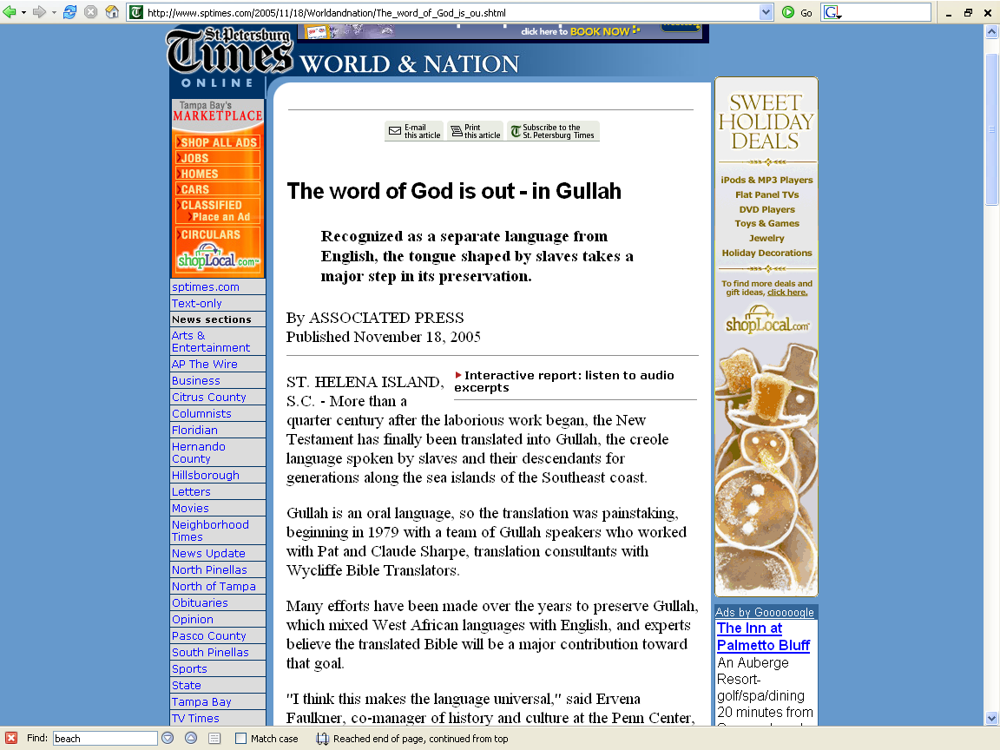 http://www.sptimes.com/2005/11/18/Worldandnation/The_word_of_God_is_ou.shtml
Go
click here to BOOK NOW
St. Petersburg
Times
ONLINE
WORLD & NATION
Tampa Bay's
MARKETPLACE
SHOP ALL ADS
JOBS
HOMES
CARS
CLASSIFIED
Place an Ad
CIRCULARS
shopLocal.com
sptimes.com
Text-only
News sections
Arts &
Entertainment
AP The Wire
Business
Citrus County
Columnists
Floridian
Hernando
County
Hillsborough
Letters
Movies
Neighborhood
Times
News Update
North Pinellas
North of Tampa
Obituaries
Opinion
Pasco County
South Pinellas
Sports
State
Tampa Bay
TV Times
E-mail
this article
Print
this article
Subscribe to the
St. Petersburg Times
The word of God is out - in Gullah
Recognized as a separate language from
English, the tongue shaped by slaves takes a
major step in its preservation.
By ASSOCIATED PRESS
Published November 18, 2005
Interactive report: listen to audio
excerpts
ST. HELENA ISLAND,
S.C. - More than a
quarter century after the laborious work began, the New
Testament has finally been translated into Gullah, the creole
language spoken by slaves and their descendants for
generations along the sea islands of the Southeast coast.
Gullah is an oral language, so the translation was painstaking,
beginning in 1979 with a team of Gullah speakers who worked
with Pat and Claude Sharpe, translation consultants with
Wycliffe Bible Translators.
Many efforts have been made over the years to preserve Gullah,
which mixed West African languages with English, and experts
believe the translated Bible will be a major contribution toward
that goal.
"I think this makes the language universal," said Ervena
Faulkner, co-manager of history and culture at the Penn Center,
SWEET
HOLIDAY
DEALS
iPods & MP3 Players
Flat Panel TVs
DVD Players
Toys & Games
Jewelry
Holiday Decorations
To find more deals and
gift ideas, click here.
shopLocal.com
Ads by Goooooogle
The Inn at
Palmetto Bluff
An Auberge
Resort-
golf/spa/dining
20 minutes from
Find: beach
Match case
Reached end of page, continued from top